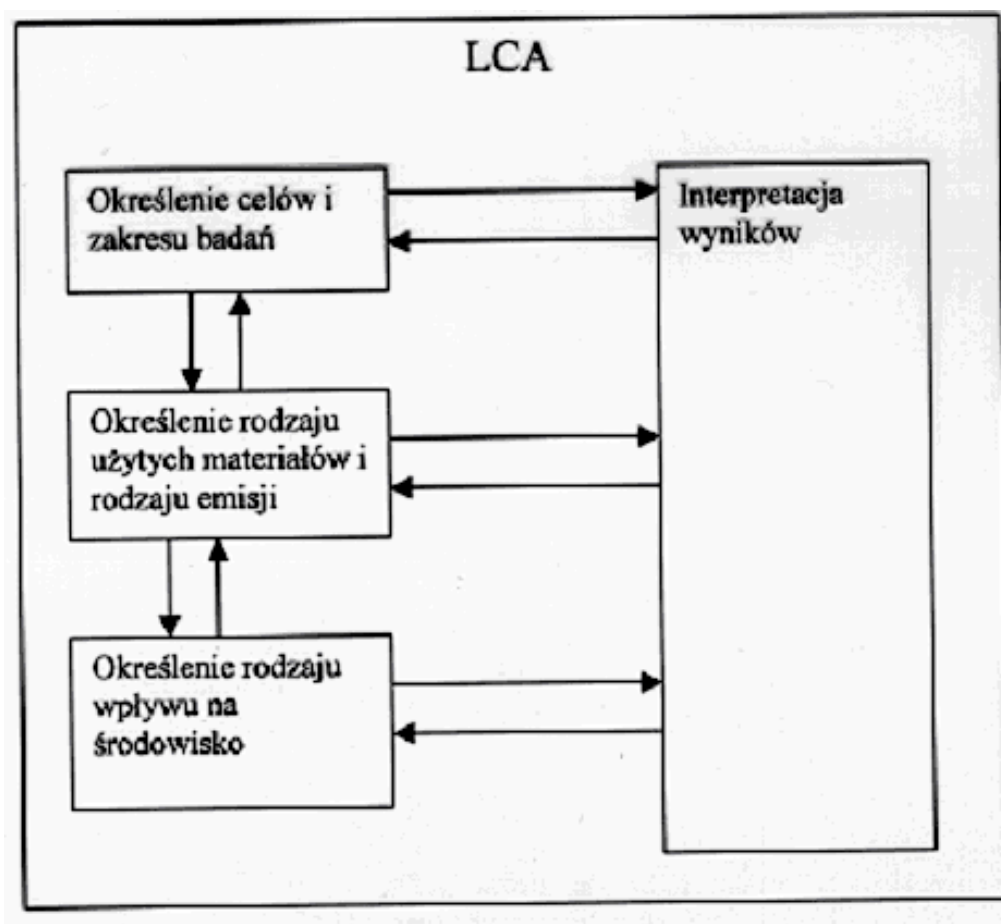 LCA
Określenie celów i
zakresu badań
Interpretacja
wyników
Określenie rodzaju
użytych materiałów i
rodzaju emisji
Określenie rodzaju
wpływu na
środowisko